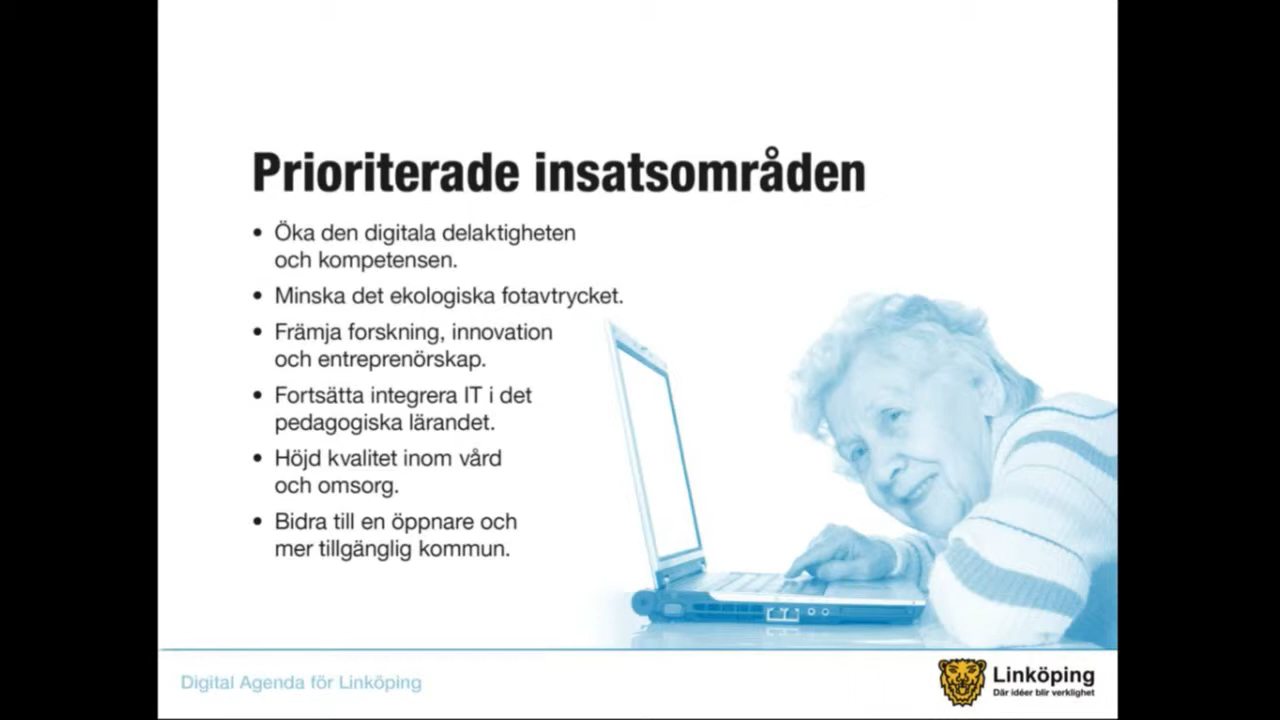 Prioriterade insatsområden
• Öka den digitala delaktigheten
och kompetensen.
• Minska det ekologiska fotavtrycket.
• Främja forskning, innovation
och entreprenörskap.
• Fortsätta integrera IT i det
pedagogiska lärandet.
• Höjd kvalitet inom vård
och omsorg.
• Bidra till en öppnare och
mer tillgänglig kommun.
Digital Agenda för Linköping
Linköping
Där idéer blir verklighet